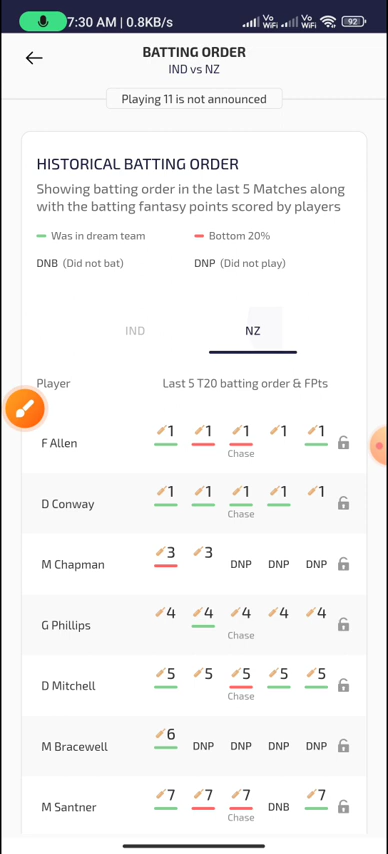 7:30 AM | 0.8KB/s
Vo WiFi Vo WiFi 92
BATTING ORDER
IND vs NZ
Playing 11 is not announced
HISTORICAL BATTING ORDER
Showing batting order in the last 5 Matches along
with the batting fantasy points scored by players
Was in dream team Bottom 20%
DNB (Did not bat) DNP (Did not play)
IND NZ
Player Last 5 T20 batting order & FPts
F Allen 1 1 1 1 1
Chase
D Conway 1 1 1 1 1
Chase
M Chapman 3 3 DNP DNP DNP
G Phillips 4 4 4 4 4
Chase
D Mitchell 5 5 5 5 5
Chase
M Bracewell 6 DNP DNP DNP DNP
M Santner 7 7 7 DNB 7
Chase